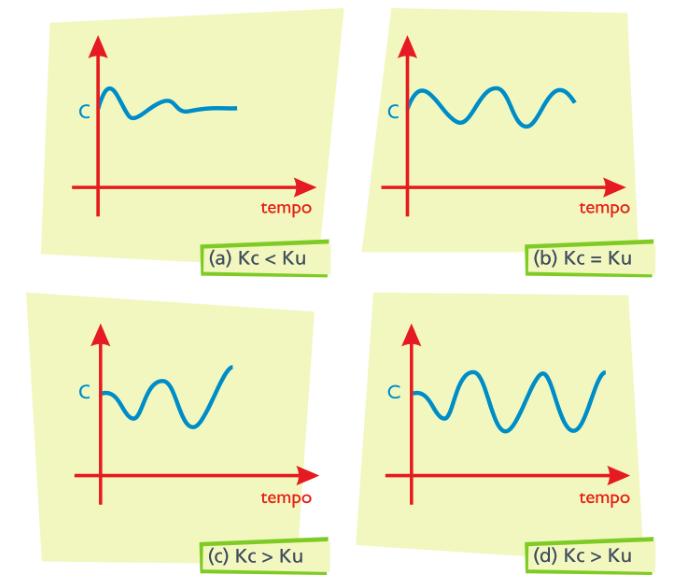 C
tempo
(a) Kc < Ku
C
tempo
(b) Kc = Ku
C
tempo
(c) Kc > Ku
C
tempo
(d) Kc > Ku